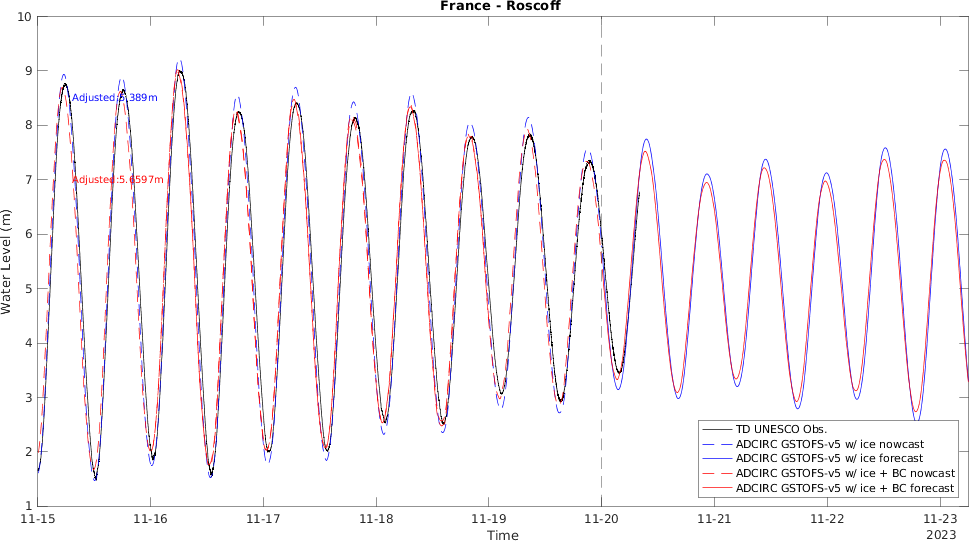 France - Roscoff
10
9
8
7
6
5
4
3
2
1
Water Level (m)
Adjusted:5.389m
Adjusted:5.6597m
TD UNESCO Obs.
ADCIRC GSTOFS-v5 w/ ice nowcast
ADCIRC GSTOFS-v5 w/ ice forecast
ADCIRC GSTOFS-v5 w/ ice + BC nowcast
ADCIRC GSTOFS-v5 w/ ice + BC forecast
11-15 11-16 11-17 11-18 11-19 11-20 11-21 11-22 11-23
Time 2023